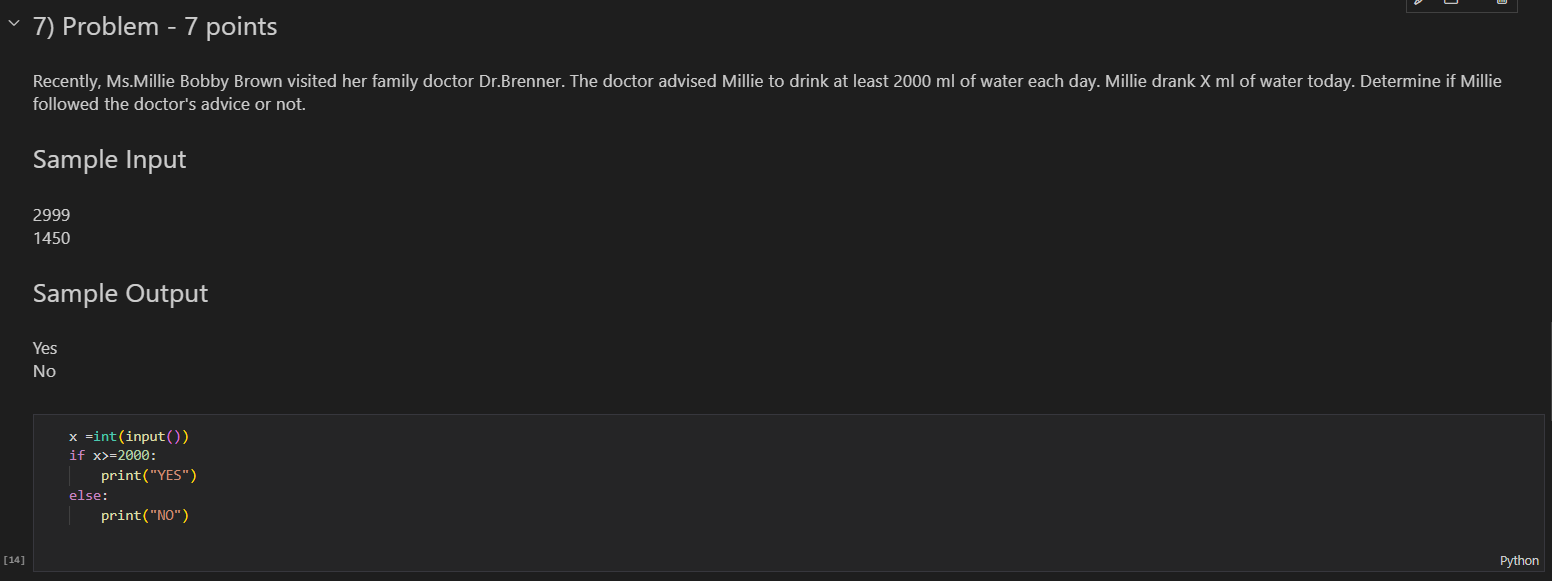 7) Problem - 7 points
Recently, Ms.Millie Bobby Brown visited her family doctor Dr.Brenner. The doctor advised Millie to drink at least 2000 ml of water each day. Millie drank X ml of water today. Determine if Millie
followed the doctor's advice or not.
Sample Input
2999
1450
Sample Output
Yes
No
x =int(input())
if x>=2000:
    print("YES")
else:
    print("NO")
[14]
Python